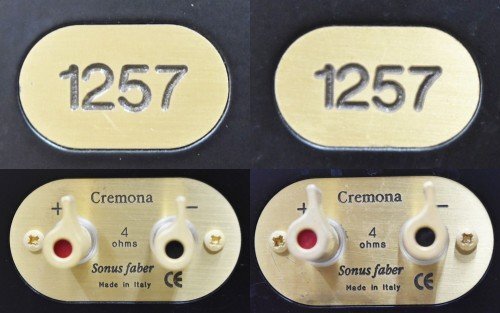 1257
1257
Cremona
+ −
4
ohms
Sonus faber
Made in Italy CE
Cremona
+ −
4
ohms
Sonus faber
Made in Italy CE